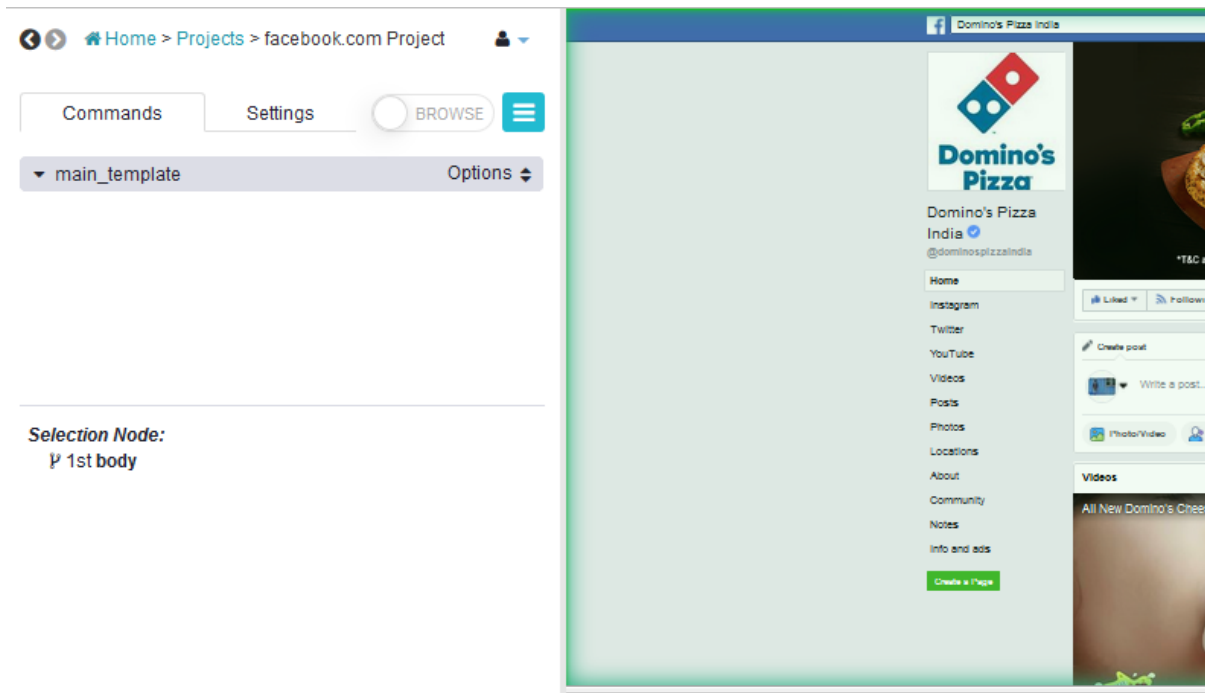 Home > Projects > facebook.com Project
Commands
Settings
BROWSE
main_template
Options
Selection Node:
1st body
Domino's Pizza India
Domino's
Pizza
Domino's Pizza
India
@dominospizzaindia
Home
Instagram
Twitter
YouTube
Videos
Posts
Photos
Locations
About
Community
Notes
Info and ads
Create a Page
*T&C a
Liked
Followi
Create post
Write a post...
Photo/Video
Videos
All New Domino's Chees